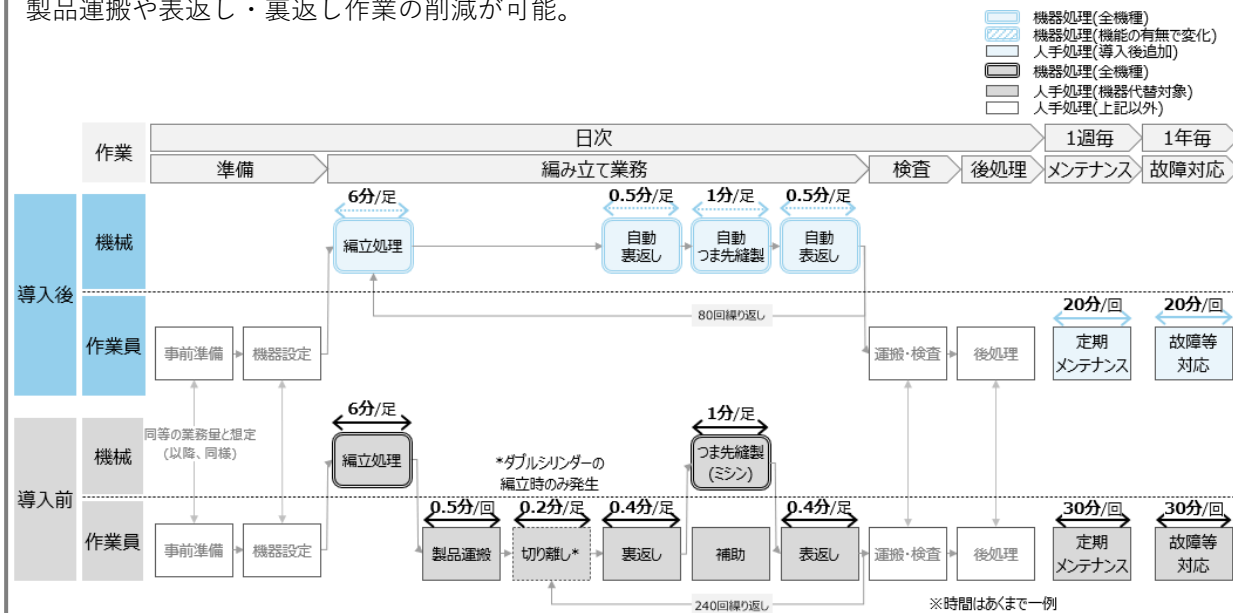 製品運搬や表返し・裏返し作業の削減が可能。
機器処理(全機種)
機器処理(機能の有無で変化)
人手処理(導入後追加)
機器処理(全機種)
人手処理(機器代替対象)
人手処理(上記以外)
作業
日次
1週毎
1年毎
準備
編み立て業務
検査
後処理
メンテナンス
故障対応
導入後
機械
6分/足
0.5分/足
1分/足
0.5分/足
編立処理
自動
裏返し
自動
つま先縫製
自動
表返し
80回繰り返し
作業員
事前準備
機器設定
運搬・検査
後処理
20分/回
20分/回
定期
メンテナンス
故障等
対応
同等の業務量と想定
(以降、同様)
導入前
機械
6分/足
1分/足
編立処理
*ダブルシリンダーの
編立時のみ発生
つま先縫製
(ミシン)
作業員
0.5分/回
0.2分/足
0.4分/足
0.4分/足
30分/回
30分/回
事前準備
機器設定
製品運搬
切り離し*
裏返し
補助
表返し
運搬・検査
後処理
定期
メンテナンス
故障等
対応
240回繰り返し
※時間はあくまで一例